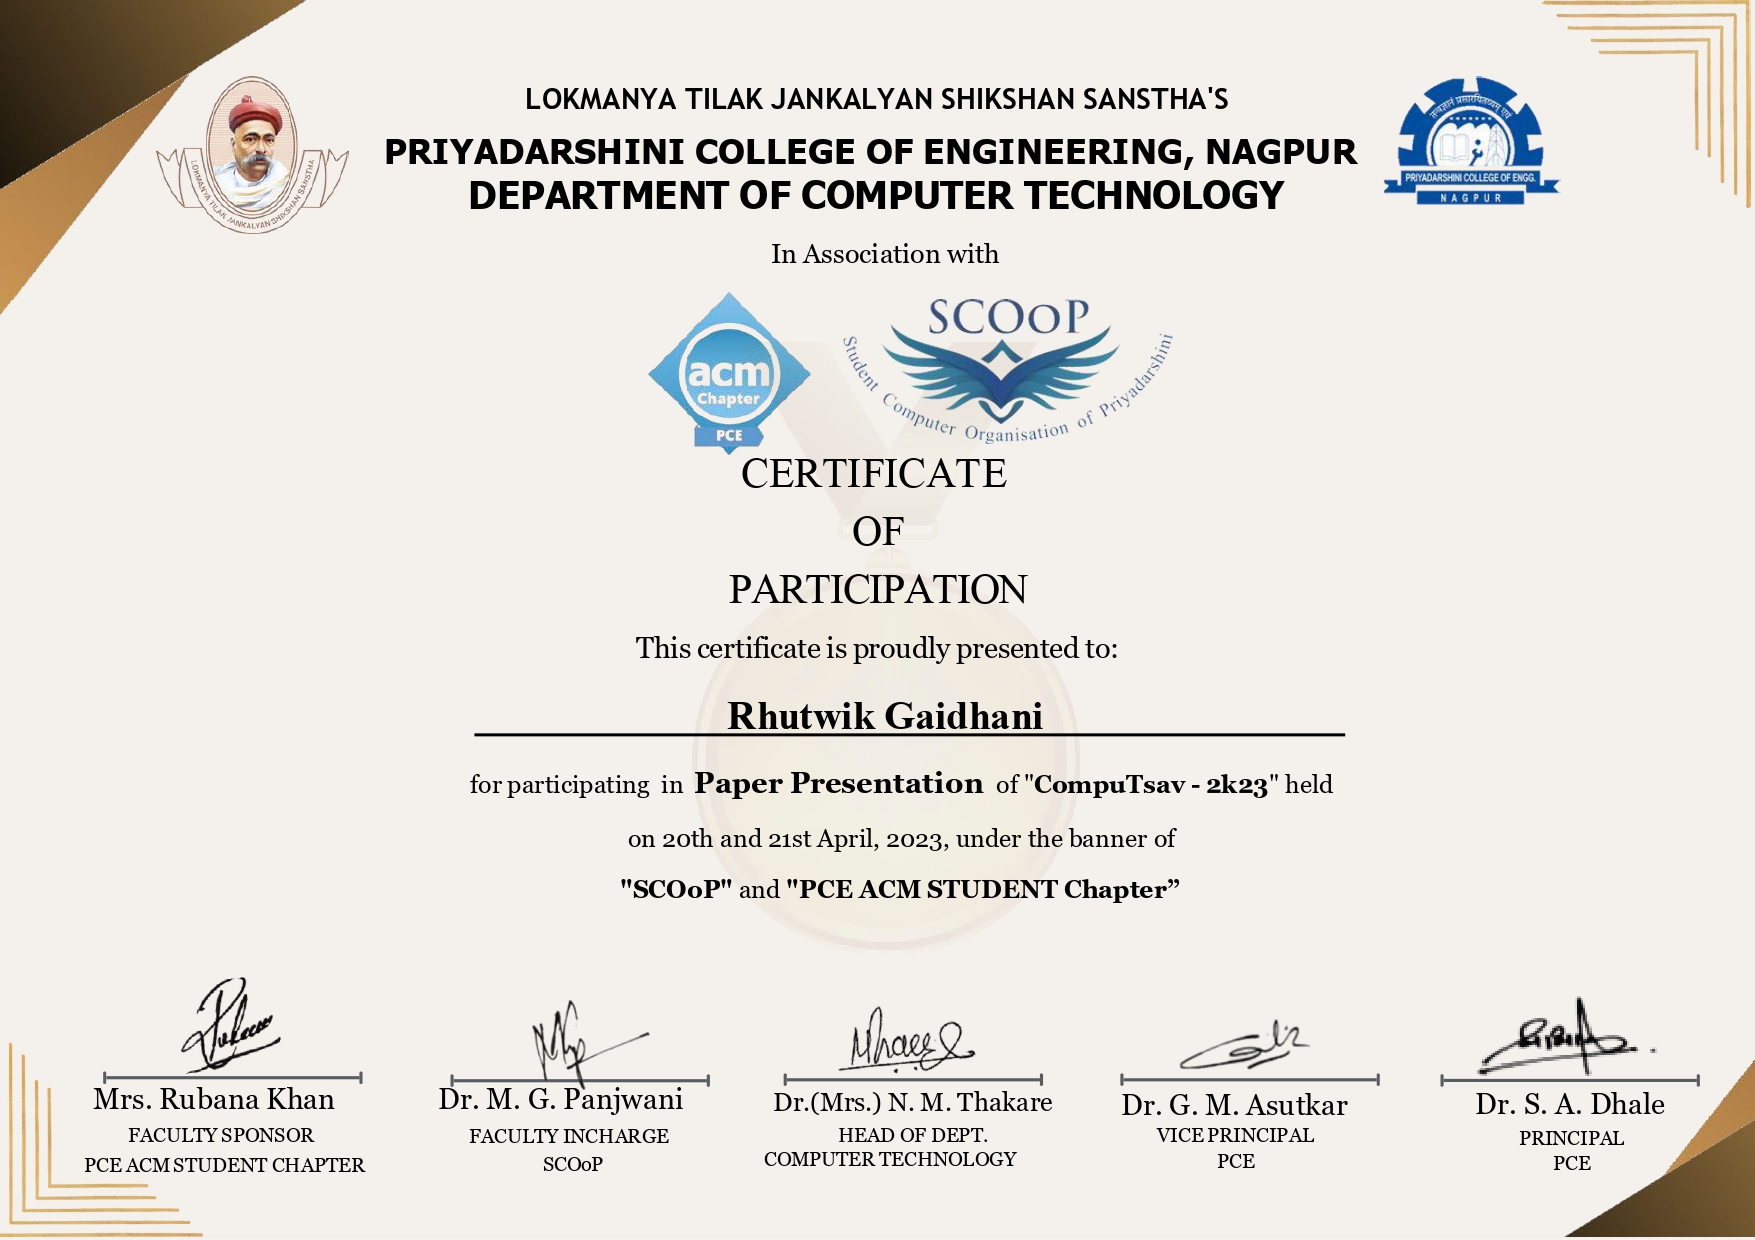 LOKMANYA TILAK JANKALYAN SHIKSHAN SANSTHA'S
PRIYADARSHINI COLLEGE OF ENGINEERING, NAGPUR
DEPARTMENT OF COMPUTER TECHNOLOGY
LOKMANYA TILAK JANKALYAN SHIKSHAN SANSTHA
PRIYADARSHINI COLLEGE OF ENGG.
NAGPUR
In Association with
acm
Chapter
PCE
SCOoP
Student Computer Organisation of Priyadarshini
CERTIFICATE
OF
PARTICIPATION
This certificate is proudly presented to:
Rhutwik Gaidhani
for participating in Paper Presentation of "CompuTsav - 2k23" held
on 20th and 21st April, 2023, under the banner of
"SCOoP" and "PCE ACM STUDENT Chapter”
Mrs. Rubana Khan
FACULTY SPONSOR
PCE ACM STUDENT CHAPTER
Dr. M. G. Panjwani
FACULTY INCHARGE
SCOoP
Dr.(Mrs.) N. M. Thakare
HEAD OF DEPT.
COMPUTER TECHNOLOGY
Dr. G. M. Asutkar
VICE PRINCIPAL
PCE
Dr. S. A. Dhale
PRINCIPAL
PCE